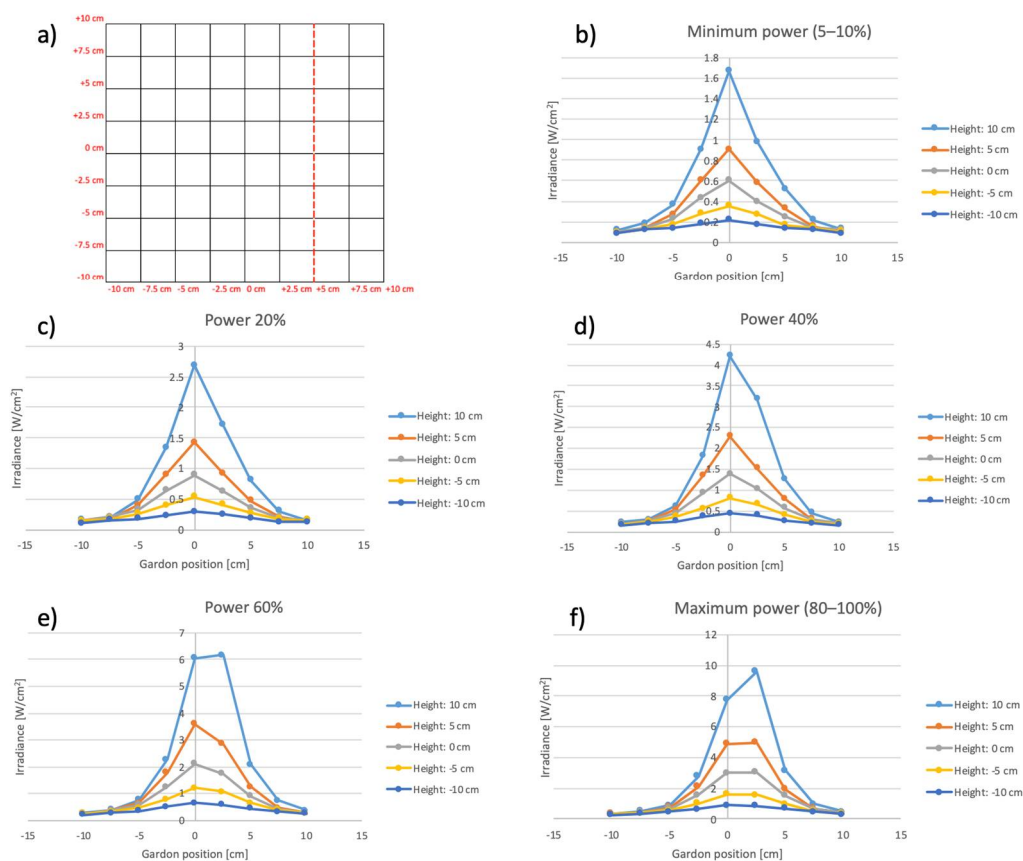 a)
+10 cm
+7.5 cm
+5 cm
+2.5 cm
0 cm
-2.5 cm
-5 cm
-7.5 cm
-10 cm
-10 cm -7.5 cm -5 cm -2.5 cm 0 cm +2.5 cm +5 cm +7.5 cm +10 cm
b)
Minimum power (5–10%)
Irradiance [W/cm²]
1.8
1.6
1.4
1.2
1
0.8
0.6
0.4
0.2
0
-15 -10 -5 0 5 10 15
Gardon position [cm]
Height: 10 cm
Height: 5 cm
Height: 0 cm
Height: -5 cm
Height: -10 cm
c)
Power 20%
Irradiance [W/cm²]
3
2.5
2
1.5
1
0.5
0
-15 -10 -5 0 5 10 15
Gardon position [cm]
Height: 10 cm
Height: 5 cm
Height: 0 cm
Height: -5 cm
Height: -10 cm
d)
Power 40%
Irradiance [W/cm²]
4.5
4
3.5
3
2.5
2
1.5
1
0.5
0
-15 -10 -5 0 5 10 15
Gardon position [cm]
Height: 10 cm
Height: 5 cm
Height: 0 cm
Height: -5 cm
Height: -10 cm
e)
Power 60%
Irradiance [W/cm²]
7
6
5
4
3
2
1
0
-15 -10 -5 0 5 10 15
Gardon position [cm]
Height: 10 cm
Height: 5 cm
Height: 0 cm
Height: -5 cm
Height: -10 cm
f)
Maximum power (80–100%)
Irradiance [W/cm²]
12
10
8
6
4
2
0
-15 -10 -5 0 5 10 15
Gardon position [cm]
Height: 10 cm
Height: 5 cm
Height: 0 cm
Height: -5 cm
Height: -10 cm